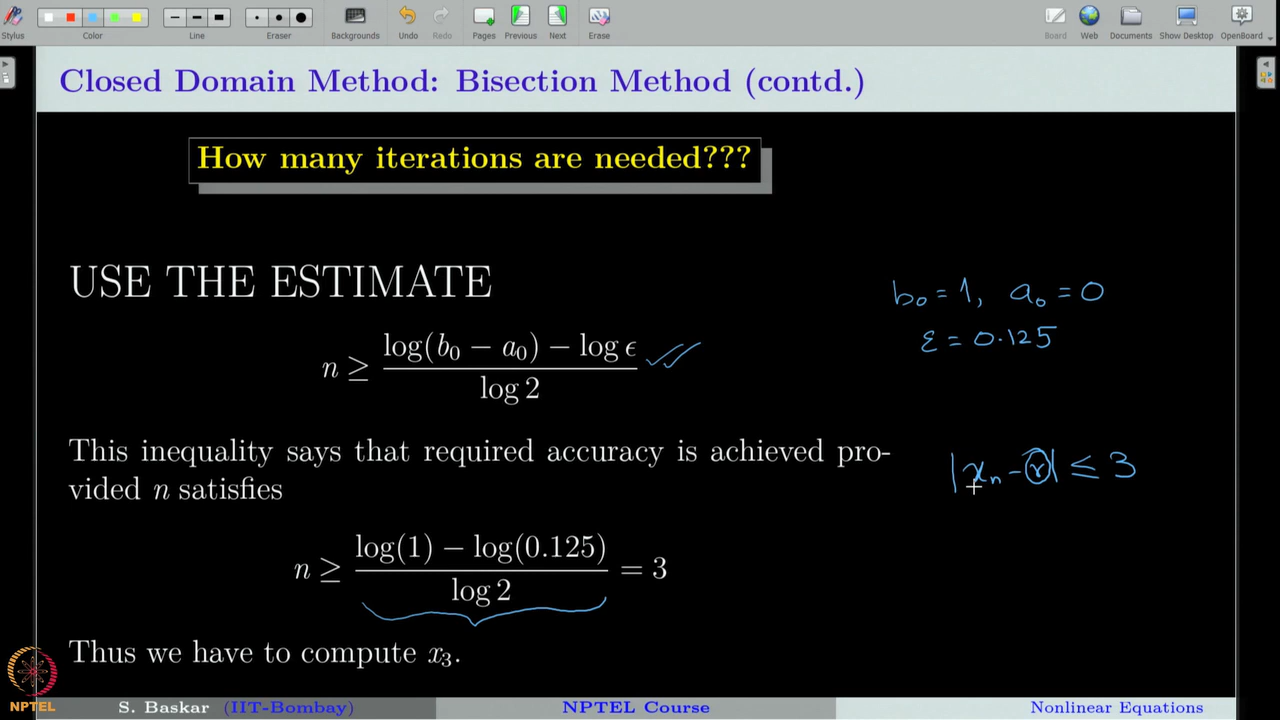 Stylus Color Line Eraser Backgrounds Undo Redo Pages Previous Next Erase Board Web Documents Show Desktop OpenBoard
Closed Domain Method: Bisection Method (contd.)
How many iterations are needed???
USE THE ESTIMATE
b₀ = 1, a₀ = 0
ε = 0.125
n ≥ (log(b₀ − a₀) − log ϵ) / log 2
This inequality says that required accuracy is achieved pro-
vided n satisfies
|xₙ − r| ≤ 3
n ≥ (log(1) − log(0.125)) / log 2 = 3
Thus we have to compute x₃.
NPTEL
S. Baskar (IIT-Bombay) NPTEL Course Nonlinear Equations